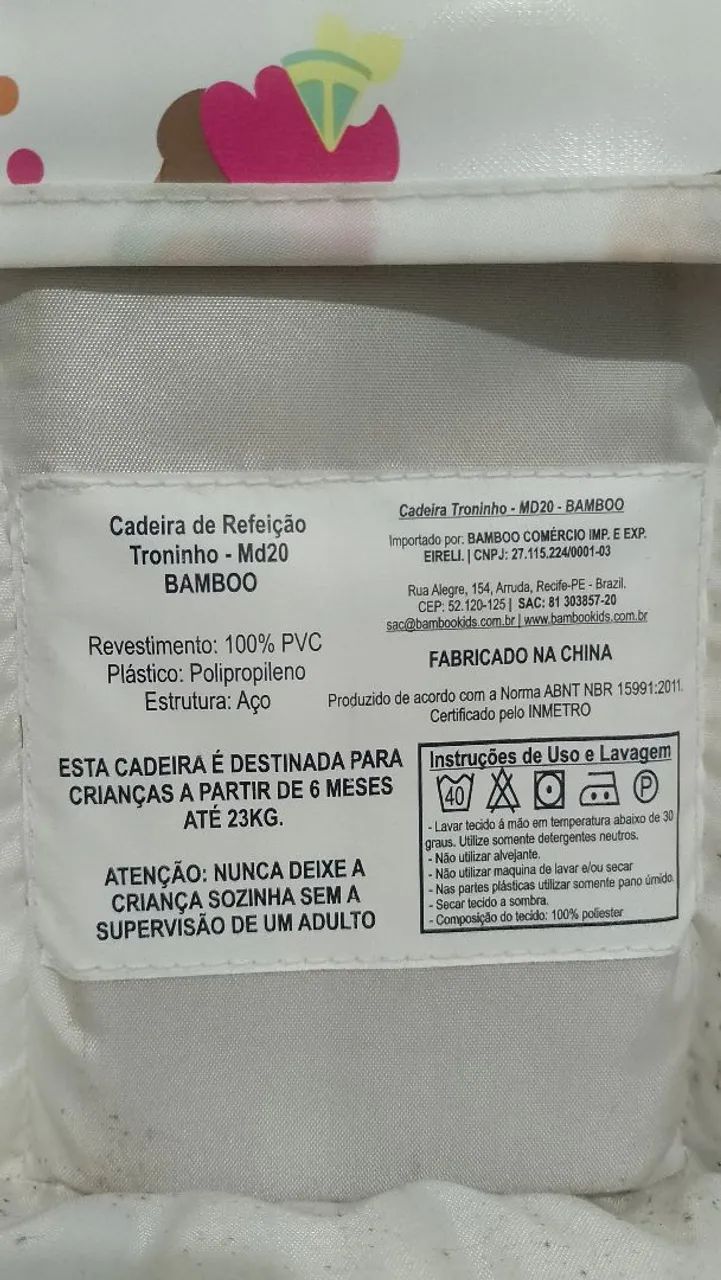 Cadeira de Refeição
Troninho - Md20
BAMBOO
Revestimento: 100% PVC
Plástico: Polipropileno
Estrutura: Aço
ESTA CADEIRA É DESTINADA PARA
CRIANÇAS A PARTIR DE 6 MESES
ATÉ 23KG.
ATENÇÃO: NUNCA DEIXE A
CRIANÇA SOZINHA SEM A
SUPERVISÃO DE UM ADULTO
Cadeira Troninho - MD20 - BAMBOO
Importado por: BAMBOO COMÉRCIO IMP. E EXP.
EIRELI. | CNPJ: 27.115.224/0001-03
Rua Alegre, 154, Arruda, Recife-PE - Brazil.
CEP: 52.120-125 | SAC: 81 303857-20
sac@bambookids.com.br | www.bambookids.com.br
FABRICADO NA CHINA
Produzido de acordo com a Norma ABNT NBR 15991:2011.
Certificado pelo INMETRO
Instruções de Uso e Lavagem
40 P
- Lavar tecido á mão em temperatura abaixo de 30
graus. Utilize somente detergentes neutros.
- Não utilizar alvejante.
- Não utilizar maquina de lavar e/ou secar
- Nas partes plásticas utilizar somente pano úmido.
- Secar tecido a sombra.
- Composição do tecido: 100% poliester